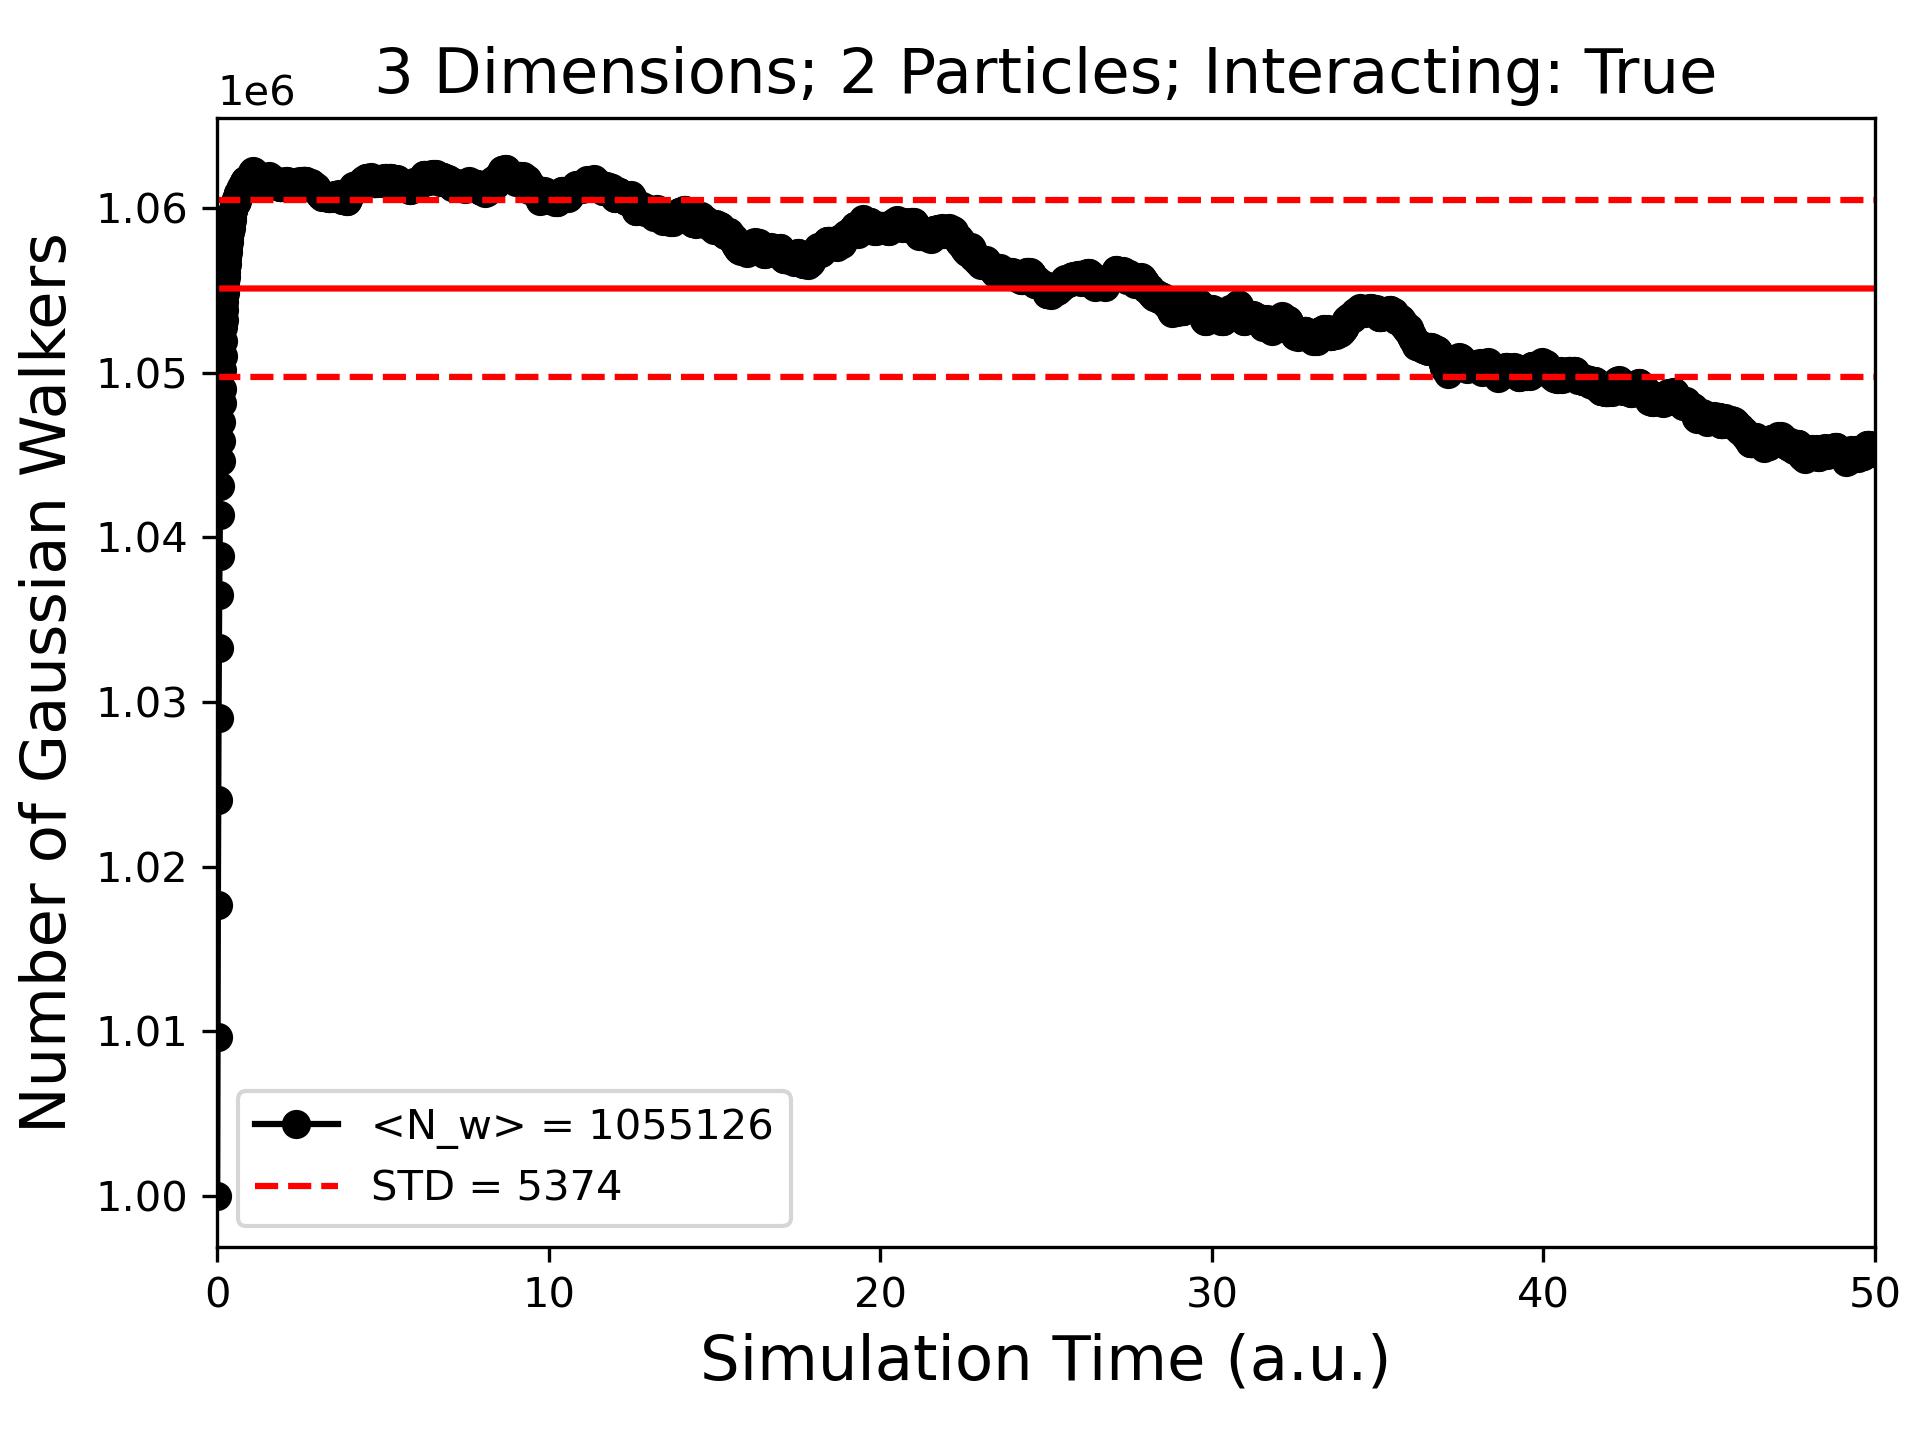 3 Dimensions; 2 Particles; Interacting: True
1e6
1.06
1.05
1.04
1.03
1.02
1.01
1.00
Number of Gaussian Walkers
<N_w> = 1055126
STD = 5374
0 10 20 30 40 50
Simulation Time (a.u.)